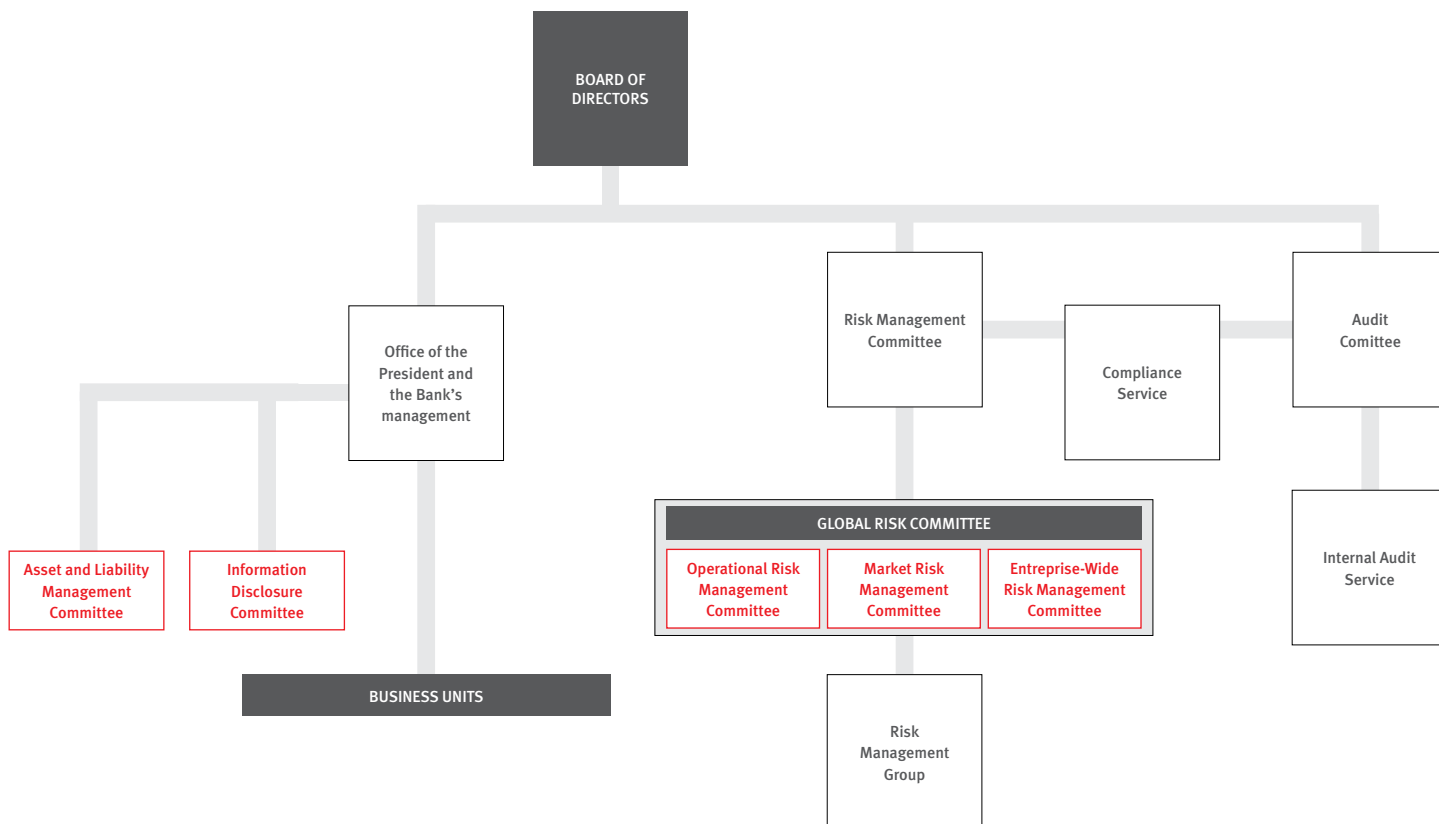 BOARD OF
DIRECTORS
Risk Management
Committee
Audit
Comittee
Office of the
President and
the Bank's
management
Compliance
Service
GLOBAL RISK COMMITTEE
Asset and Liability
Management
Committee
Information
Disclosure
Committee
Operational Risk
Management
Committee
Market Risk
Management
Committee
Entreprise-Wide
Risk Management
Committee
Internal Audit
Service
BUSINESS UNITS
Risk
Management
Group